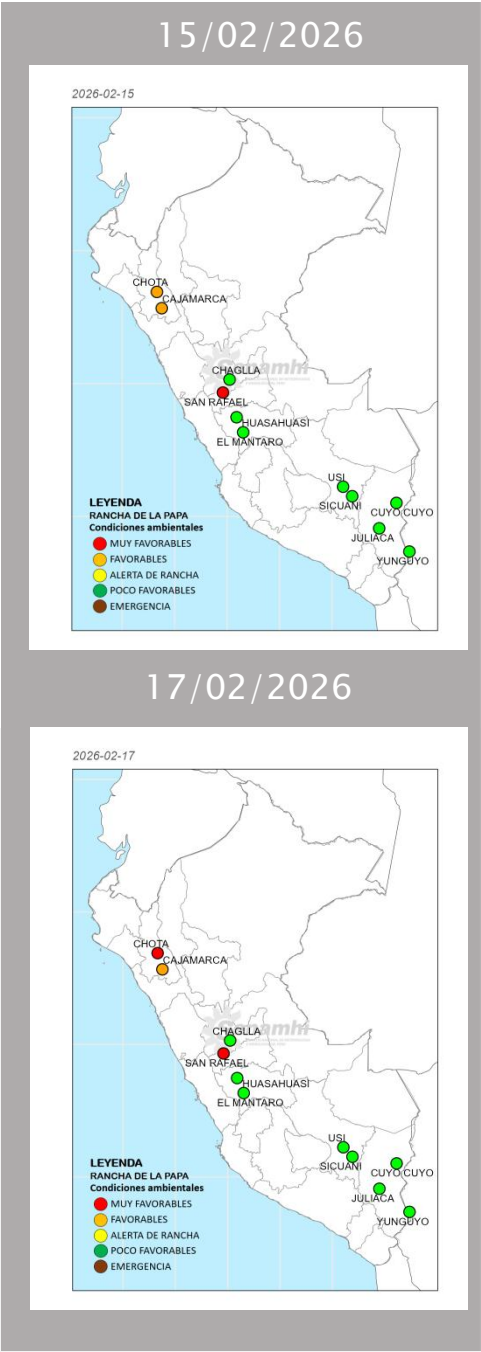 15/02/2026
2026-02-15
CHOTA
CAJAMARCA
Senamhi
CHAGLLA
SAN RAFAEL
HUASAHUASI
EL MANTARO
USI
SICUANI
CUYO CUYO
JULIACA
YUNGUYO
LEYENDA
RANCHA DE LA PAPA
Condiciones ambientales
MUY FAVORABLES
FAVORABLES
ALERTA DE RANCHA
POCO FAVORABLES
EMERGENCIA
17/02/2026
2026-02-17
CHOTA
CAJAMARCA
Senamhi
CHAGLLA
SAN RAFAEL
HUASAHUASI
EL MANTARO
USI
SICUANI
CUYO CUYO
JULIACA
YUNGUYO
LEYENDA
RANCHA DE LA PAPA
Condiciones ambientales
MUY FAVORABLES
FAVORABLES
ALERTA DE RANCHA
POCO FAVORABLES
EMERGENCIA